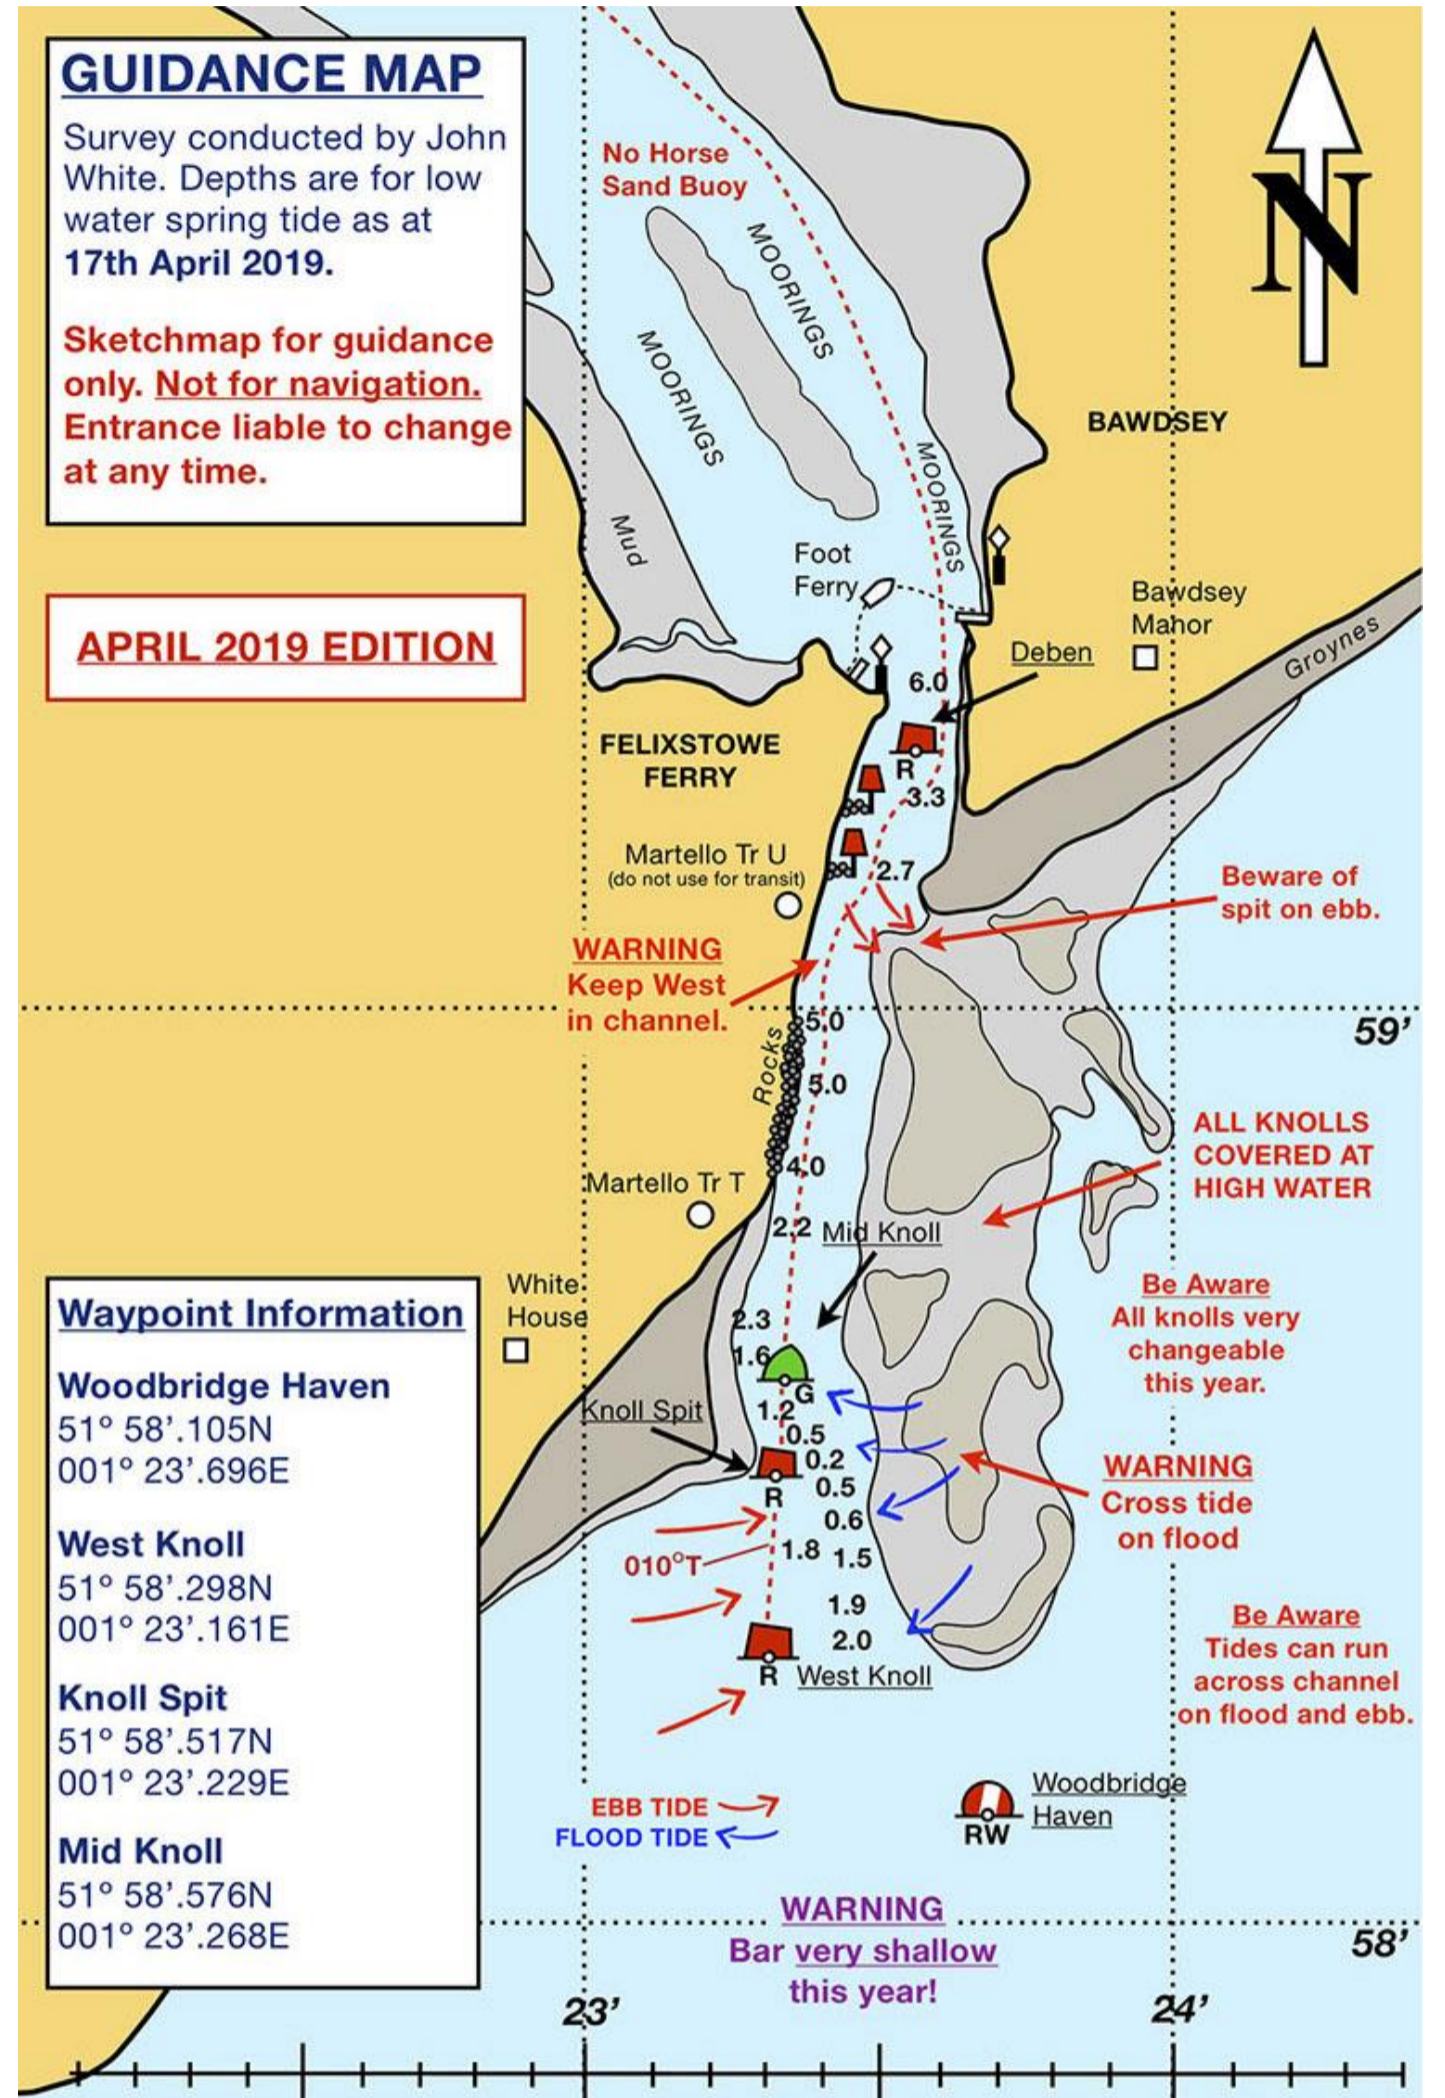 GUIDANCE MAP
Survey conducted by John
White. Depths are for low
water spring tide as at
17th April 2019.
Sketchmap for guidance
only. Not for navigation.
Entrance liable to change
at any time.
APRIL 2019 EDITION
No Horse
Sand Buoy
MOORINGS
MOORINGS
MOORINGS
Mud
N
BAWDSEY
Foot
Ferry
Bawdsey
Manor
Groynes
Deben
6.0
FELIXSTOWE
FERRY
R
3.3
Martello Tr U
(do not use for transit)
2.7
Beware of
spit on ebb.
WARNING
Keep West
in channel.
59’
5.0
Rocks
5.0
4.0
ALL KNOLLS
COVERED AT
HIGH WATER
Martello Tr T
2.2
Mid Knoll
White
House
2.3
1.6
G
Be Aware
All knolls very
changeable
this year.
Knoll Spit
1.2
0.5
0.2
R
0.5
0.6
WARNING
Cross tide
on flood
010°T
1.8
1.5
1.9
2.0
R
West Knoll
Be Aware
Tides can run
across channel
on flood and ebb.
Waypoint Information
Woodbridge Haven
51° 58’.105N
001° 23’.696E
West Knoll
51° 58’.298N
001° 23’.161E
Knoll Spit
51° 58’.517N
001° 23’.229E
Mid Knoll
51° 58’.576N
001° 23’.268E
EBB TIDE
FLOOD TIDE
Woodbridge
Haven
RW
WARNING
Bar very shallow
this year!
58’
23’
24’